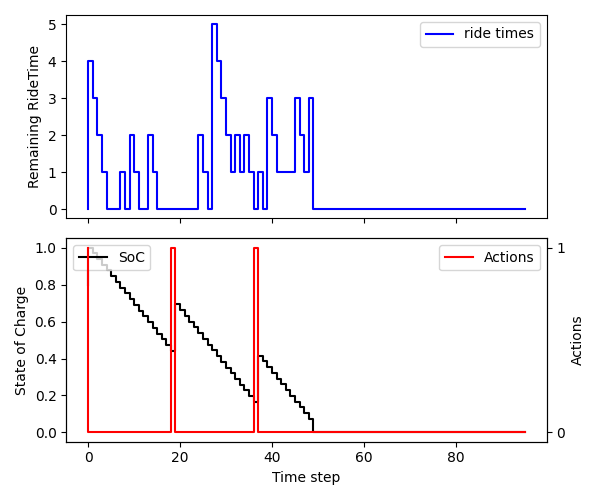 Remaining RideTime
5
4
3
2
1
0
ride times
State of Charge
1.0
0.8
0.6
0.4
0.2
0.0
SoC
Actions
1
0
Actions
0 20 40 60 80
Time step